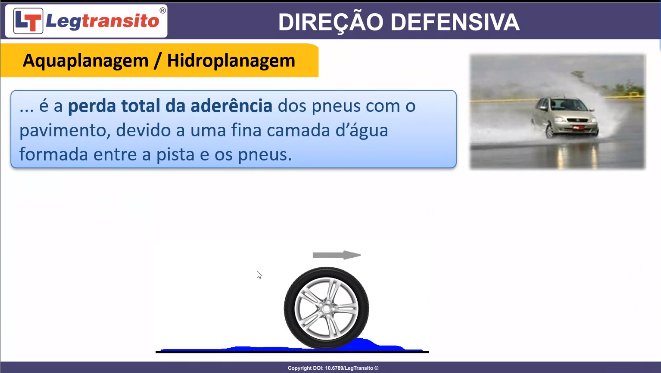 LT Legtransito®
DIREÇÃO DEFENSIVA
Aquaplanagem / Hidroplanagem
... é a perda total da aderência dos pneus com o
pavimento, devido a uma fina camada d'água
formada entre a pista e os pneus.
Copyright DOI: 10.6789/LegTransito ©